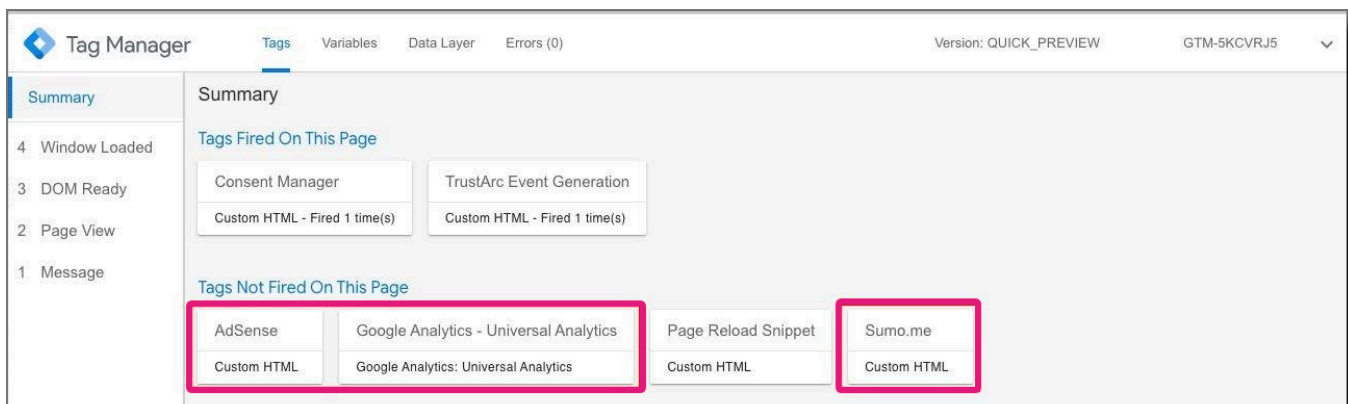 Tag Manager Tags Variables Data Layer Errors (0) Version: QUICK_PREVIEW GTM-5KCVRJ5
Summary
4 Window Loaded
3 DOM Ready
2 Page View
1 Message
Summary
Tags Fired On This Page
Consent Manager TrustArc Event Generation
Custom HTML - Fired 1 time(s) Custom HTML - Fired 1 time(s)
Tags Not Fired On This Page
AdSense Google Analytics - Universal Analytics Page Reload Snippet Sumo.me
Custom HTML Google Analytics: Universal Analytics Custom HTML Custom HTML